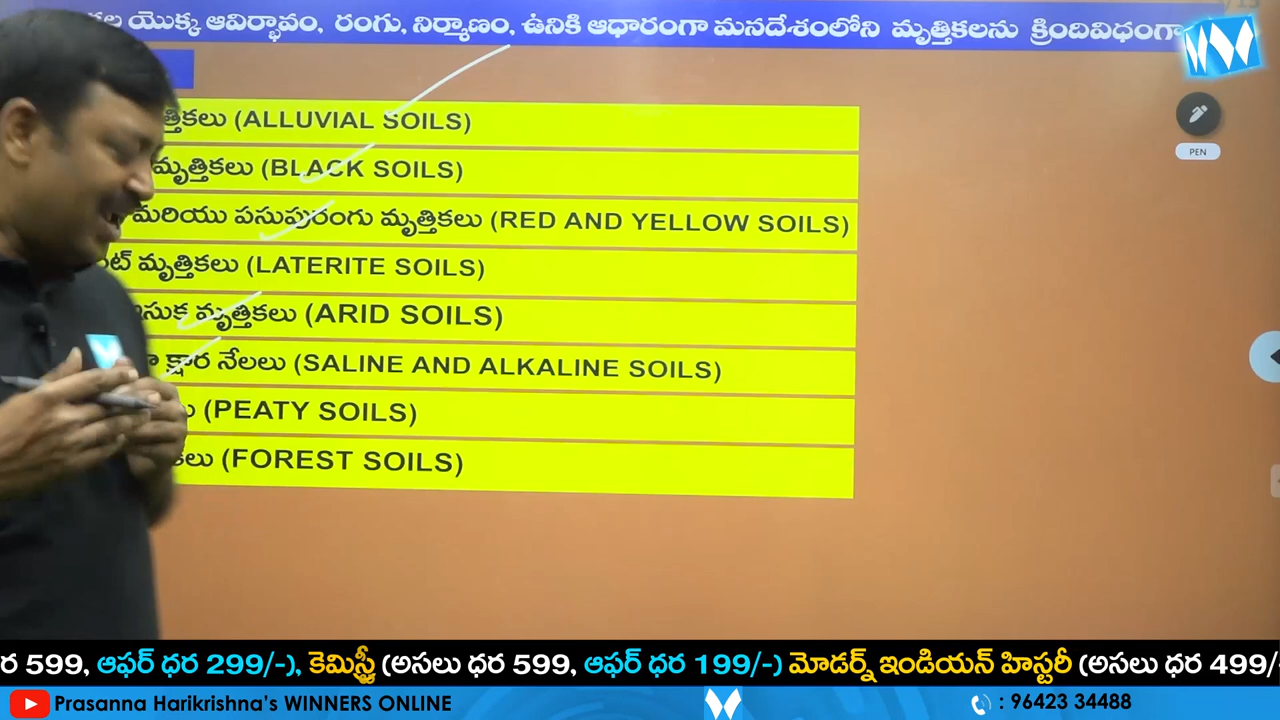 యొక్క ఆవిర్భావం, రంగు, నిర్మాణం, ఉనికి ఆధారంగా మనదేశంలోని మృత్తికలను క్రిందివిధంగా
(ALLUVIAL SOILS)
మృత్తికలు (BLACK SOILS)
మరియు పసుపురంగు మృత్తికలు (RED AND YELLOW SOILS)
మృత్తికలు (LATERITE SOILS)
మృత్తికలు (ARID SOILS)
క్షార నేలలు (SALINE AND ALKALINE SOILS)
(PEATY SOILS)
(FOREST SOILS)
PEN
ర 599, ఆఫర్ ధర 299/-), కెమిస్ట్రీ (అసలు ధర 599, ఆఫర్ ధర 199/-) మోడర్న్ ఇండియన్ హిస్టరీ (అసలు ధర 499/-
Prasanna Harikrishna's WINNERS ONLINE
: 96423 34488